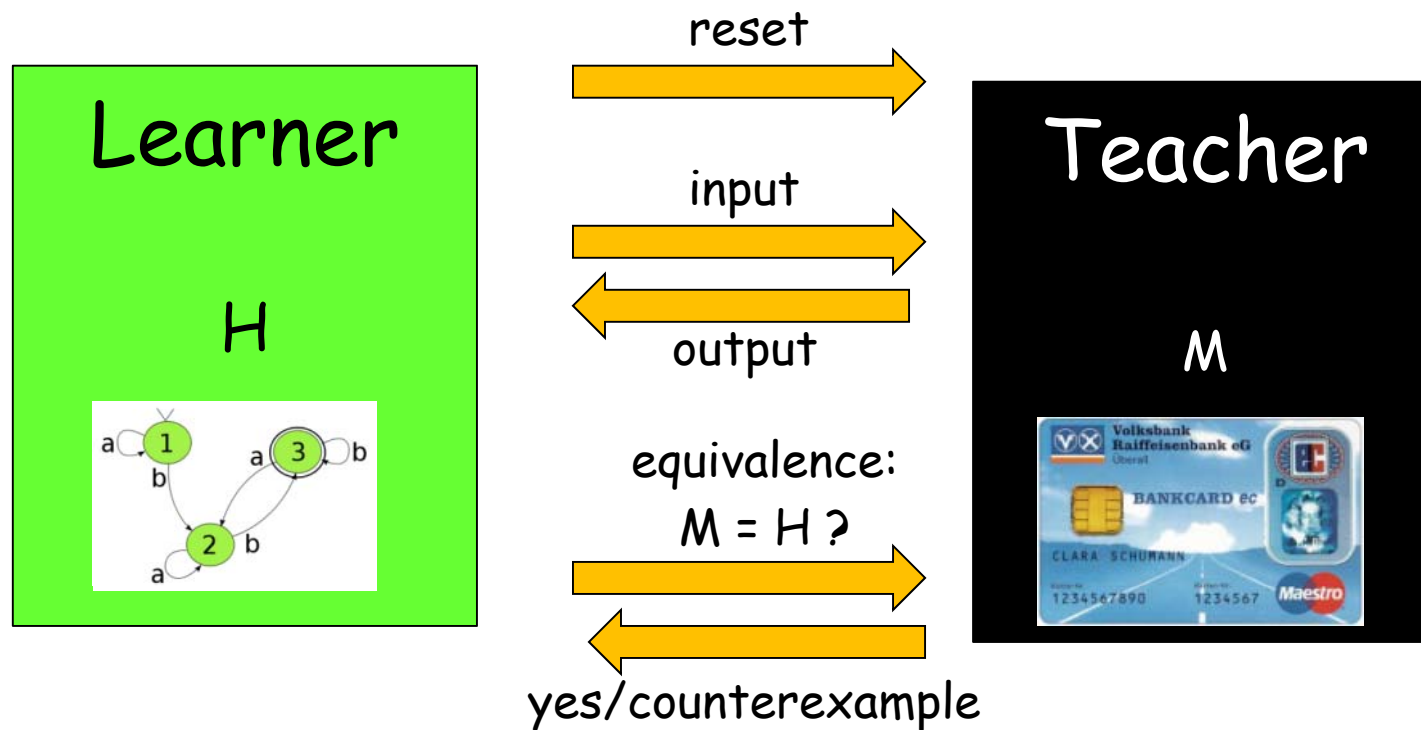 reset
Learner
Teacher
input
H
output
M
a
1
b
2
a
b
a
3
b
equivalence:
M = H ?
yes/counterexample
Volksbank
Raiffeisenbank eG
BANKCARD ec
CLARA SCHUMANN
1234567890
1234567
Maestro
D